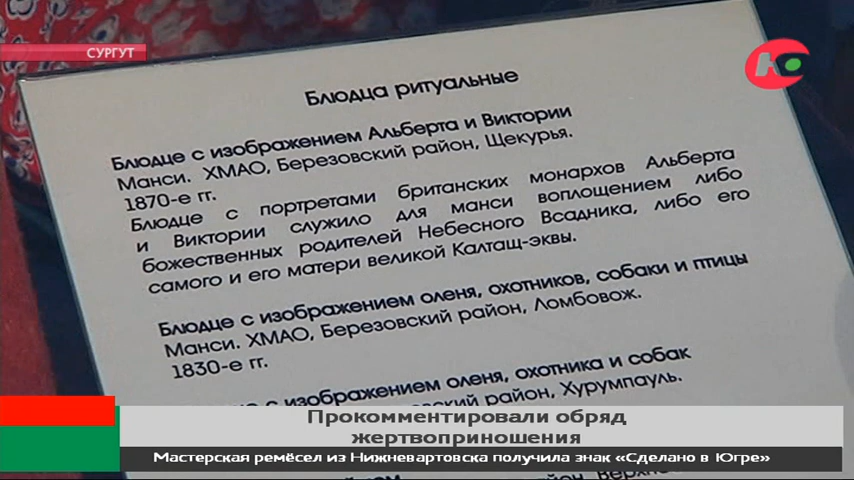 СУРГУТ
Ю
Блюдца ритуальные
Блюдце с изображением Альберта и Виктории
Манси. ХМАО, Березовский район, Щекурья.
1870-е гг.
Блюдце с портретами британских монархов Альберта
и Виктории служило для манси воплощением либо
божественных родителей Небесного Всадника, либо его
самого и его матери великой Калтащ-эквы.
Блюдце с изображением оленя, охотников, собаки и птицы
Манси. ХМАО, Березовский район, Ломбовож.
1830-е гг.
с изображением оленя, охотника и собак
район, Хурумпауль.
Прокомментировали обряд
жертвоприношения
Мастерская ремёсел из Нижневартовска получила знак «Сделано в Югре»